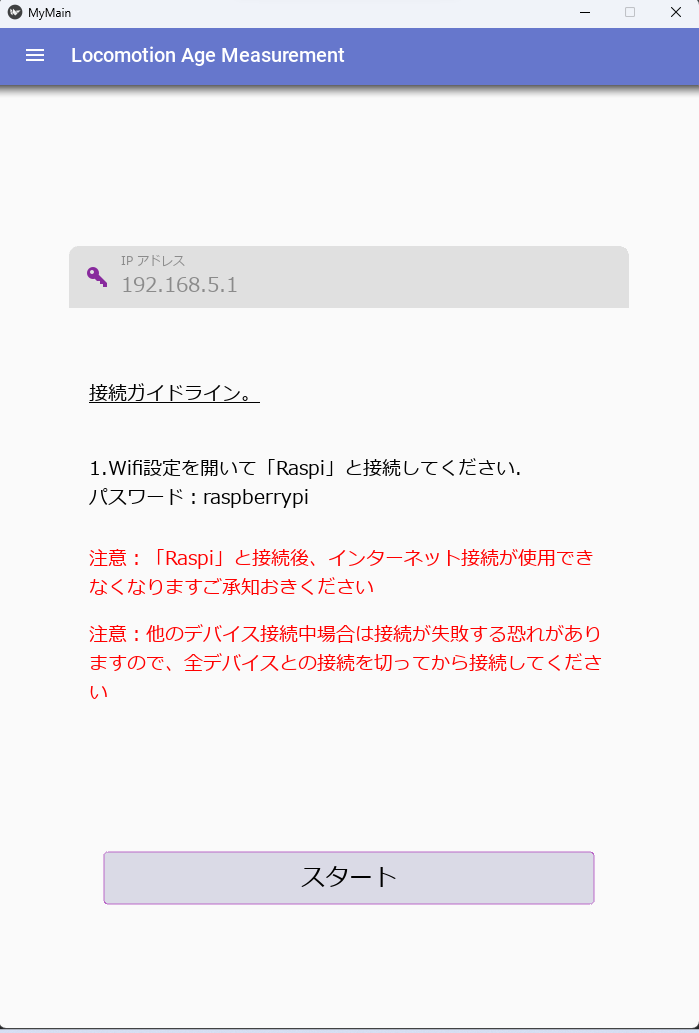 MyMain
Locomotion Age Measurement
IP アドレス
192.168.5.1
接続ガイドライン。
1.Wifi設定を開いて「Raspi」と接続してください.
パスワード：raspberrypi
注意：「Raspi」と接続後、インターネット接続が使用でき
なくなりますご承知おきください
注意：他のデバイス接続中場合は接続が失敗する恐れがあり
ますので、全デバイスとの接続を切ってから接続してくださ
い
スタート